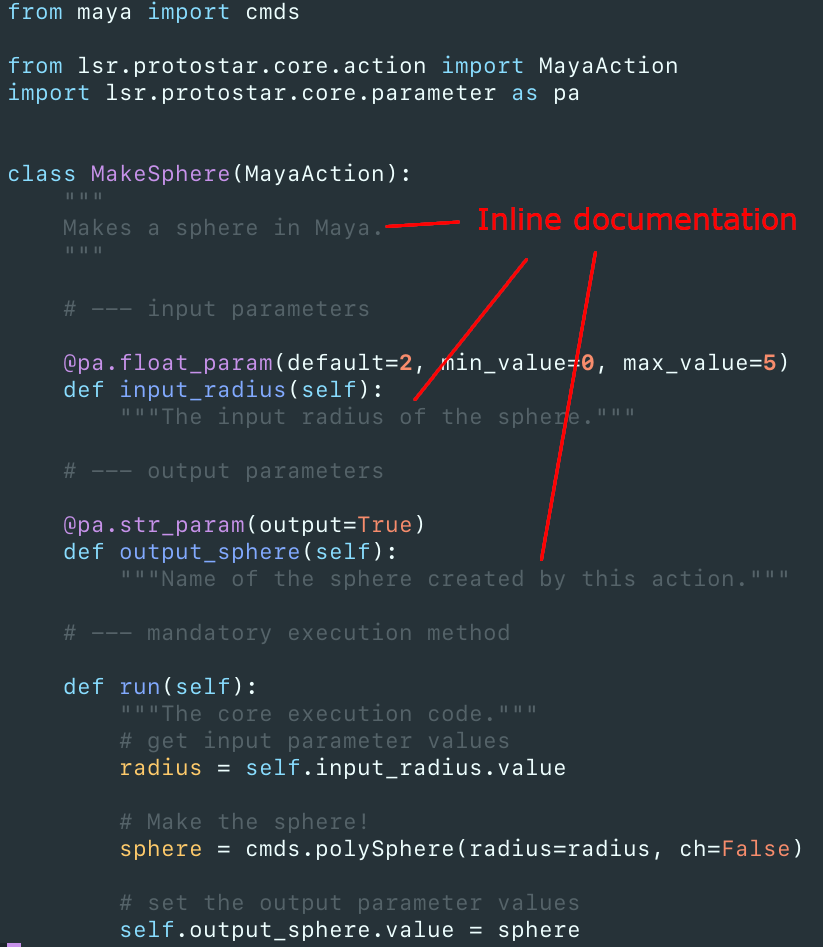 from maya import cmds
from lsr.protostar.core.action import MayaAction
import lsr.protostar.core.parameter as pa
class MakeSphere(MayaAction):
    """
    Makes a sphere in Maya.
Inline documentation
    """
    # --- input parameters
    @pa.float_param(default=2, min_value=0, max_value=5)
    def input_radius(self):
        """The input radius of the sphere."""
    # --- output parameters
    @pa.str_param(output=True)
    def output_sphere(self):
        """Name of the sphere created by this action."""
    # --- mandatory execution method
    def run(self):
        """The core execution code."""
        # get input parameter values
        radius = self.input_radius.value
        # Make the sphere!
        sphere = cmds.polySphere(radius=radius, ch=False)
        # set the output parameter values
        self.output_sphere.value = sphere